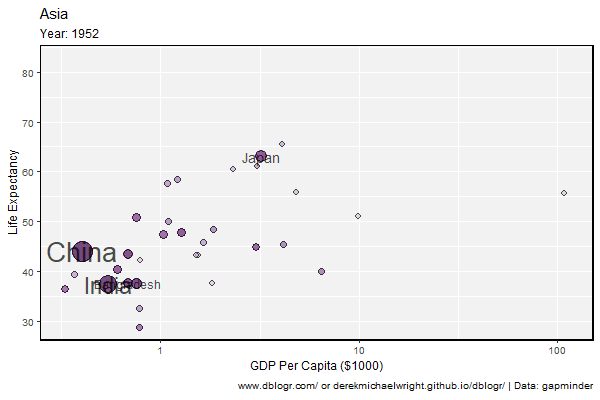 Asia
Year: 1952
Life Expectancy
80
70
60
50
40
30
Japan
China
India
Bangladesh
1
10
100
GDP Per Capita ($1000)
www.dblogr.com/ or derekmichaelwright.github.io/dblogr/ | Data: gapminder